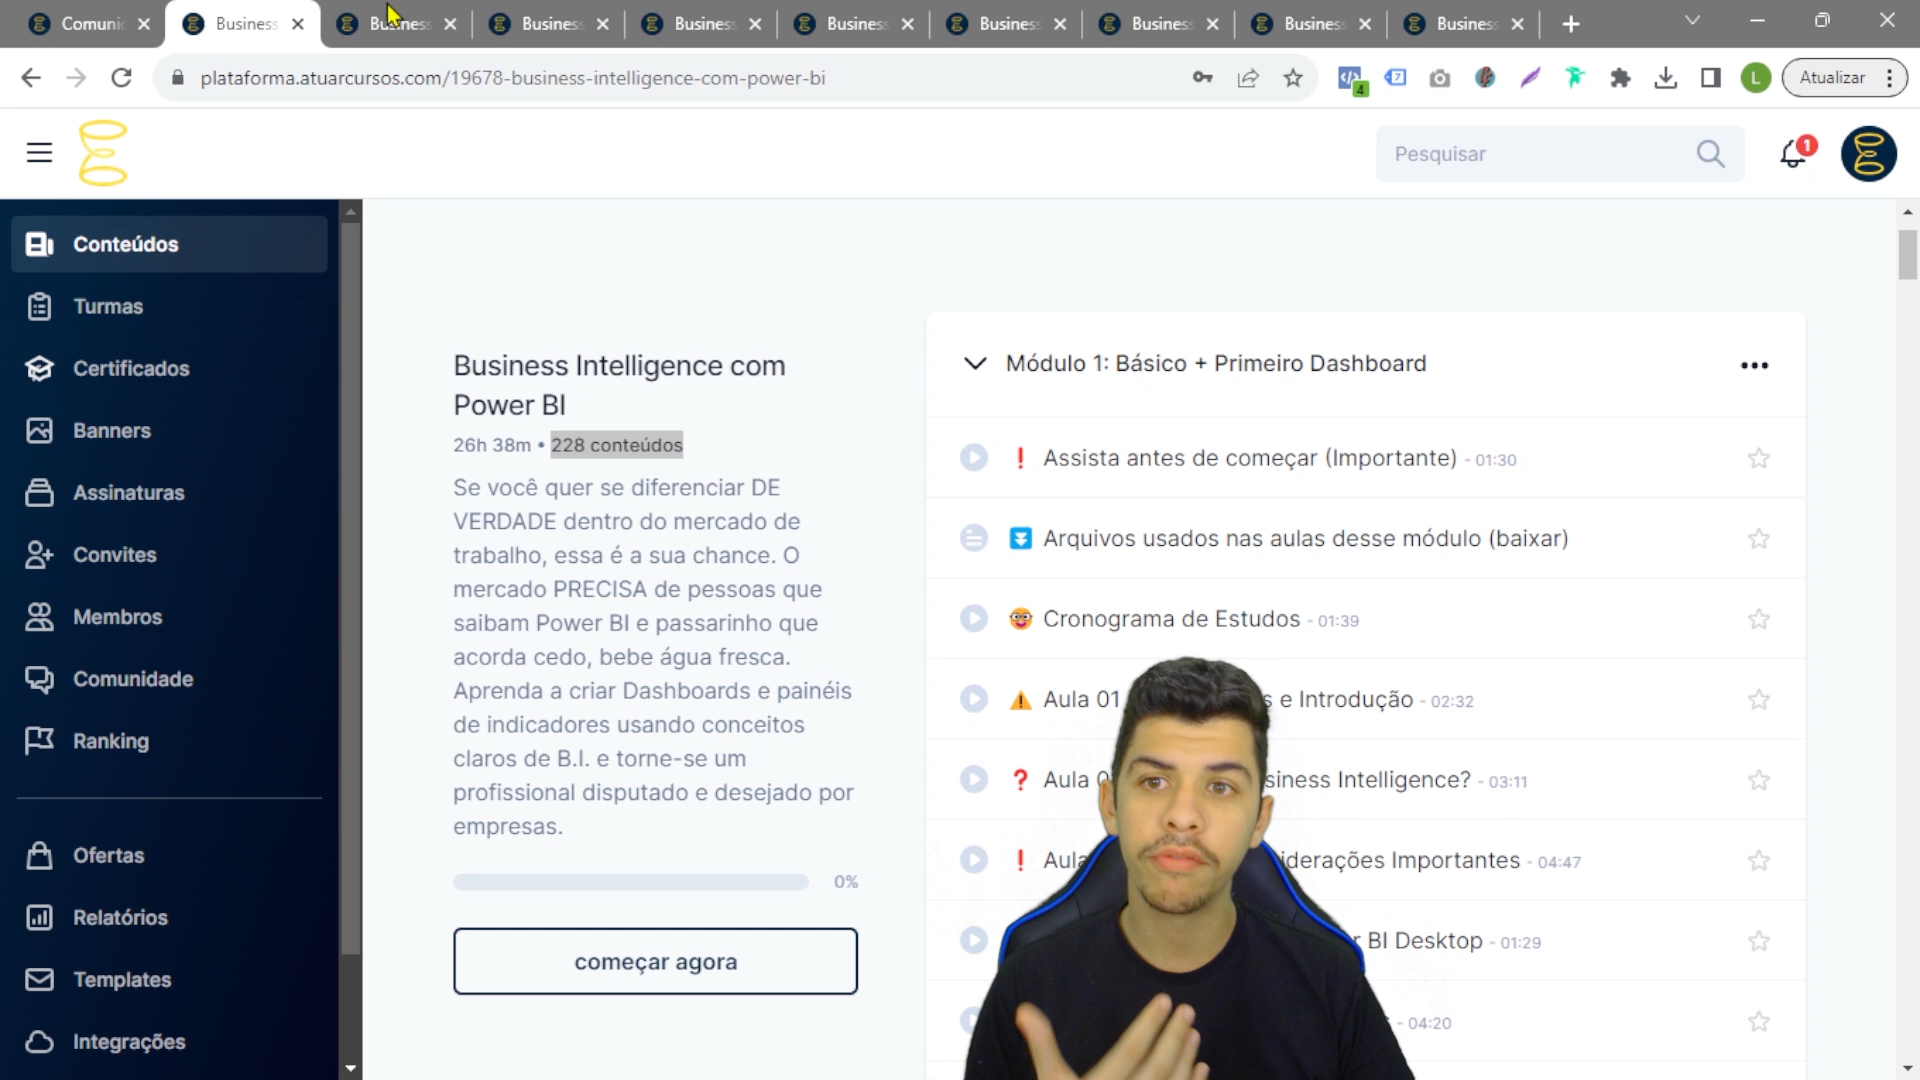 Comunic
Business
Business
Business
Business
Business
Business
Business
Business
Business
plataforma.atuarcursos.com/19678-business-intelligence-com-power-bi
4
7
L
Atualizar
Pesquisar
1
Conteúdos
Turmas
Certificados
Banners
Assinaturas
Convites
Membros
Comunidade
Ranking
Ofertas
Relatórios
Templates
Integrações
Business Intelligence com
Power BI
26h 38m • 228 conteúdos
Se você quer se diferenciar DE
VERDADE dentro do mercado de
trabalho, essa é a sua chance. O
mercado PRECISA de pessoas que
saibam Power BI e passarinho que
acorda cedo, bebe água fresca.
Aprenda a criar Dashboards e painéis
de indicadores usando conceitos
claros de B.I. e torne-se um
profissional disputado e desejado por
empresas.
0%
começar agora
Módulo 1: Básico + Primeiro Dashboard
❗ Assista antes de começar (Importante) - 01:30
⏬ Arquivos usados nas aulas desse módulo (baixar)
🤓 Cronograma de Estudos - 01:39
⚠️ Aula 01 e Introdução - 02:32
❓ Aula Intelligence? - 03:11
❗ Aula Importantes - 04:47
BI Desktop - 01:29
- 04:20